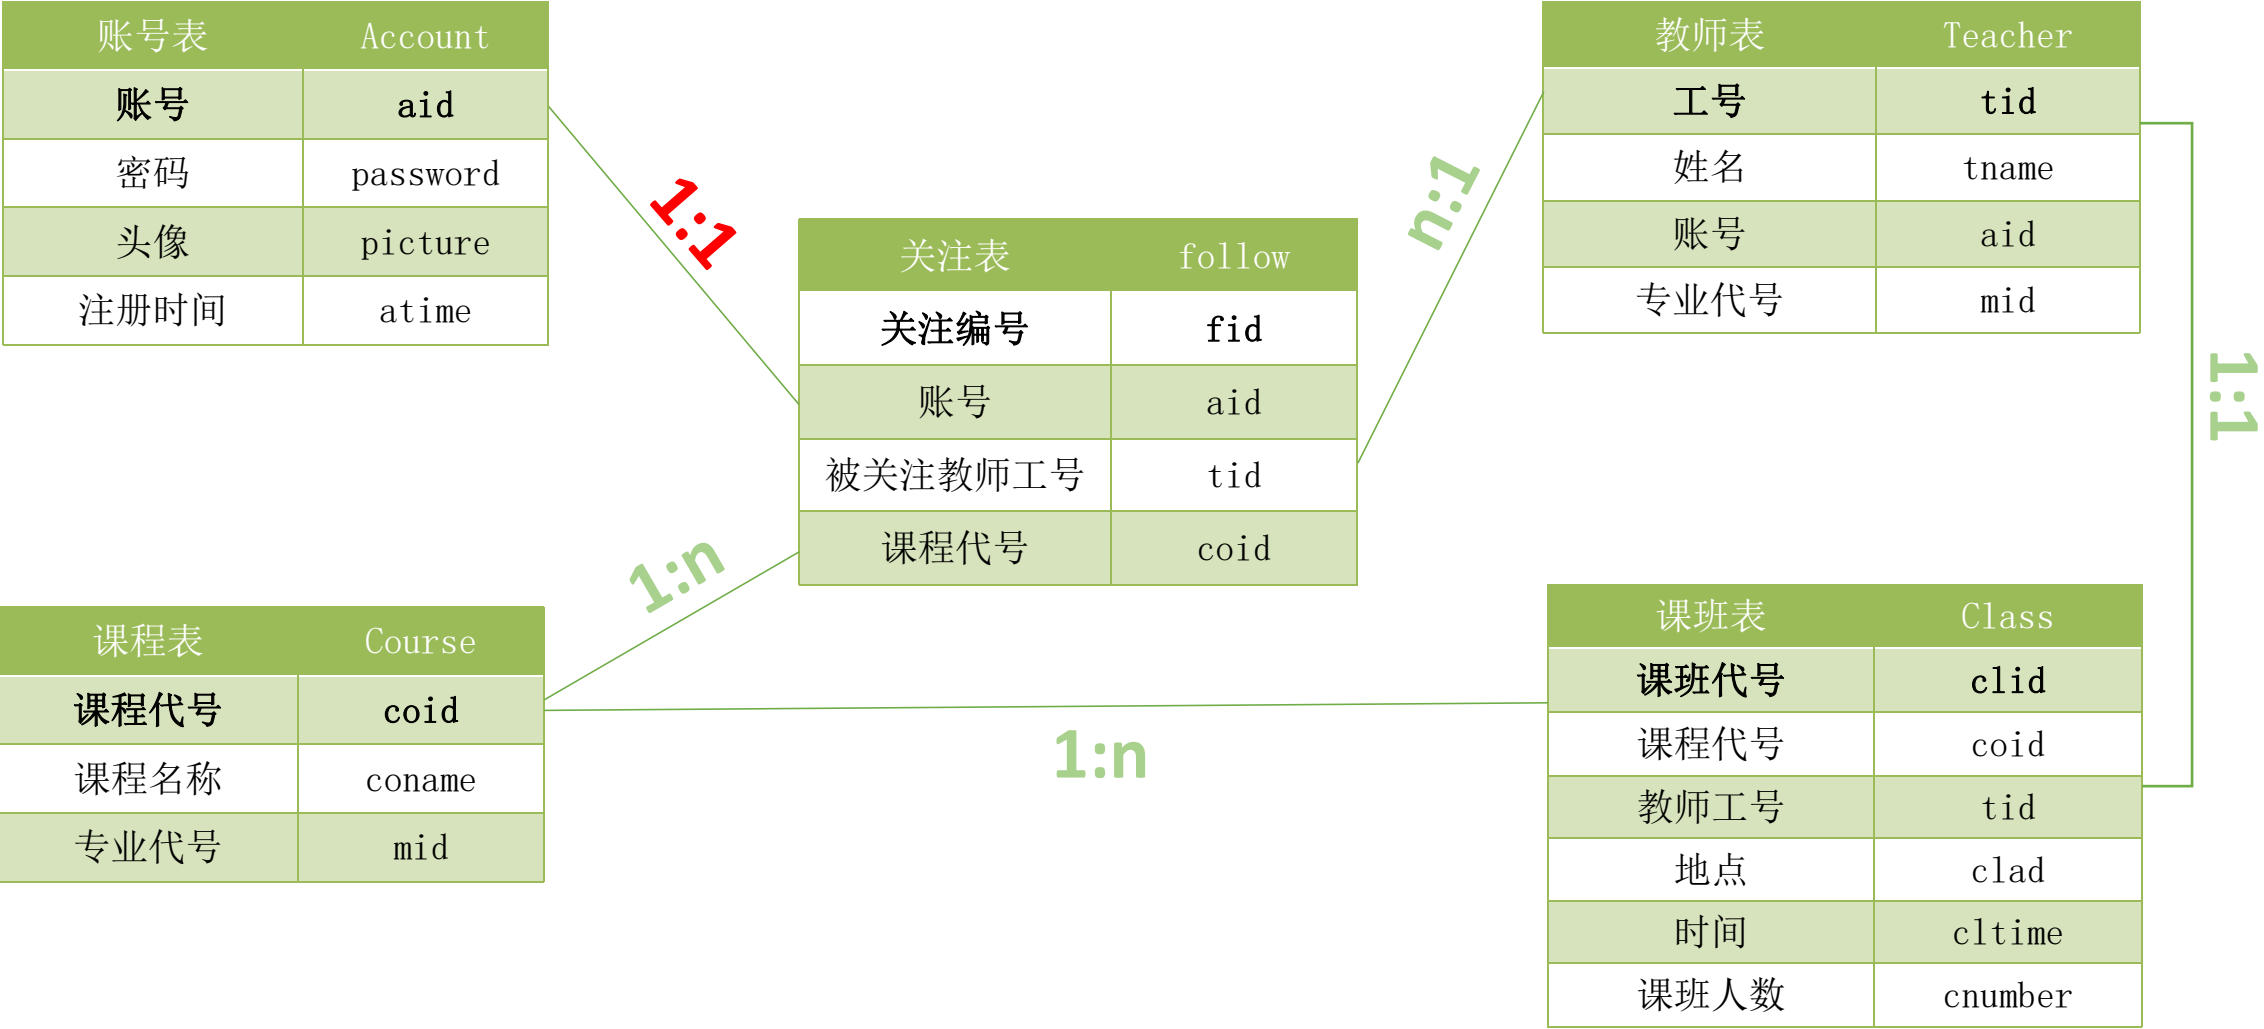 账号表 Account
账号 aid
密码 password
头像 picture
注册时间 atime
1:1
关注表 follow
关注编号 fid
账号 aid
被关注教师工号 tid
课程代号 coid
n:1
教师表 Teacher
工号 tid
姓名 tname
账号 aid
专业代号 mid
1:1
1:n
课程表 Course
课程代号 coid
课程名称 coname
专业代号 mid
1:n
课班表 Class
课班代号 clid
课程代号 coid
教师工号 tid
地点 clad
时间 cltime
课班人数 cnumber